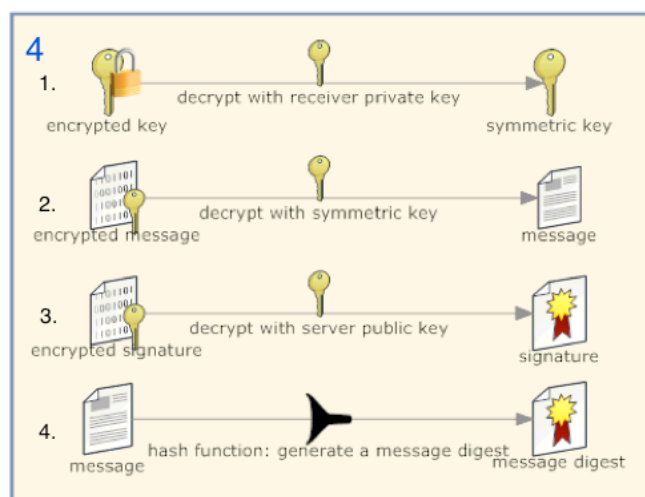 4
1.
decrypt with receiver private key
encrypted key
symmetric key
2.
decrypt with symmetric key
encrypted message
message
3.
decrypt with server public key
encrypted signature
signature
4.
hash function: generate a message digest
message
message digest